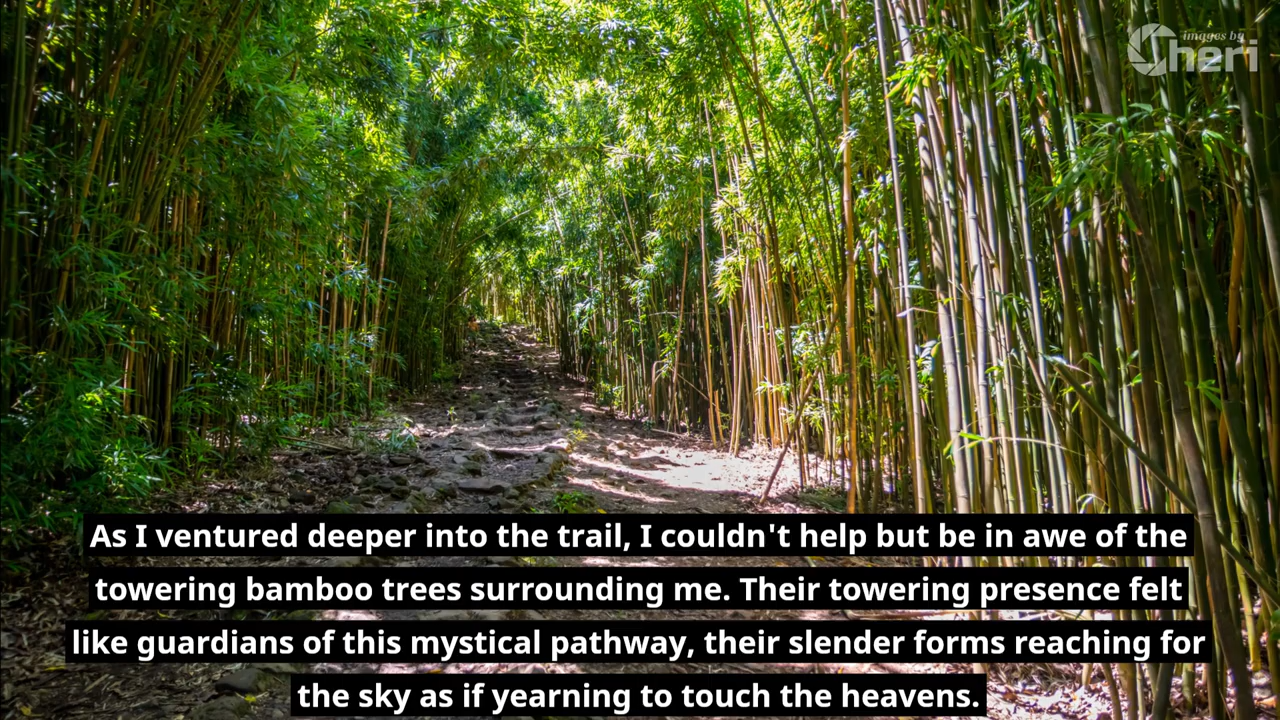 images by
Cheri
As I ventured deeper into the trail, I couldn't help but be in awe of the
towering bamboo trees surrounding me. Their towering presence felt
like guardians of this mystical pathway, their slender forms reaching for
the sky as if yearning to touch the heavens.